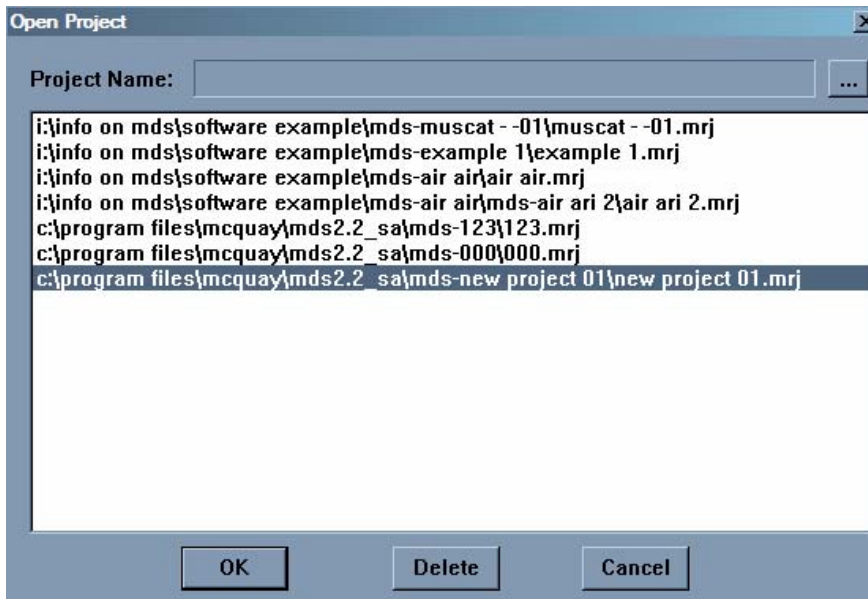 Open Project
Project Name:
...
i:\info on mds\software example\mds-muscat - -01\muscat - -01.mrj
i:\info on mds\software example\mds-example 1\example 1.mrj
i:\info on mds\software example\mds-air air\air air.mrj
i:\info on mds\software example\mds-air air\mds-air ari 2\air ari 2.mrj
c:\program files\mcquay\mds2.2_sa\mds-123\123.mrj
c:\program files\mcquay\mds2.2_sa\mds-000\000.mrj
c:\program files\mcquay\mds2.2_sa\mds-new project 01\new project 01.mrj
OK Delete Cancel